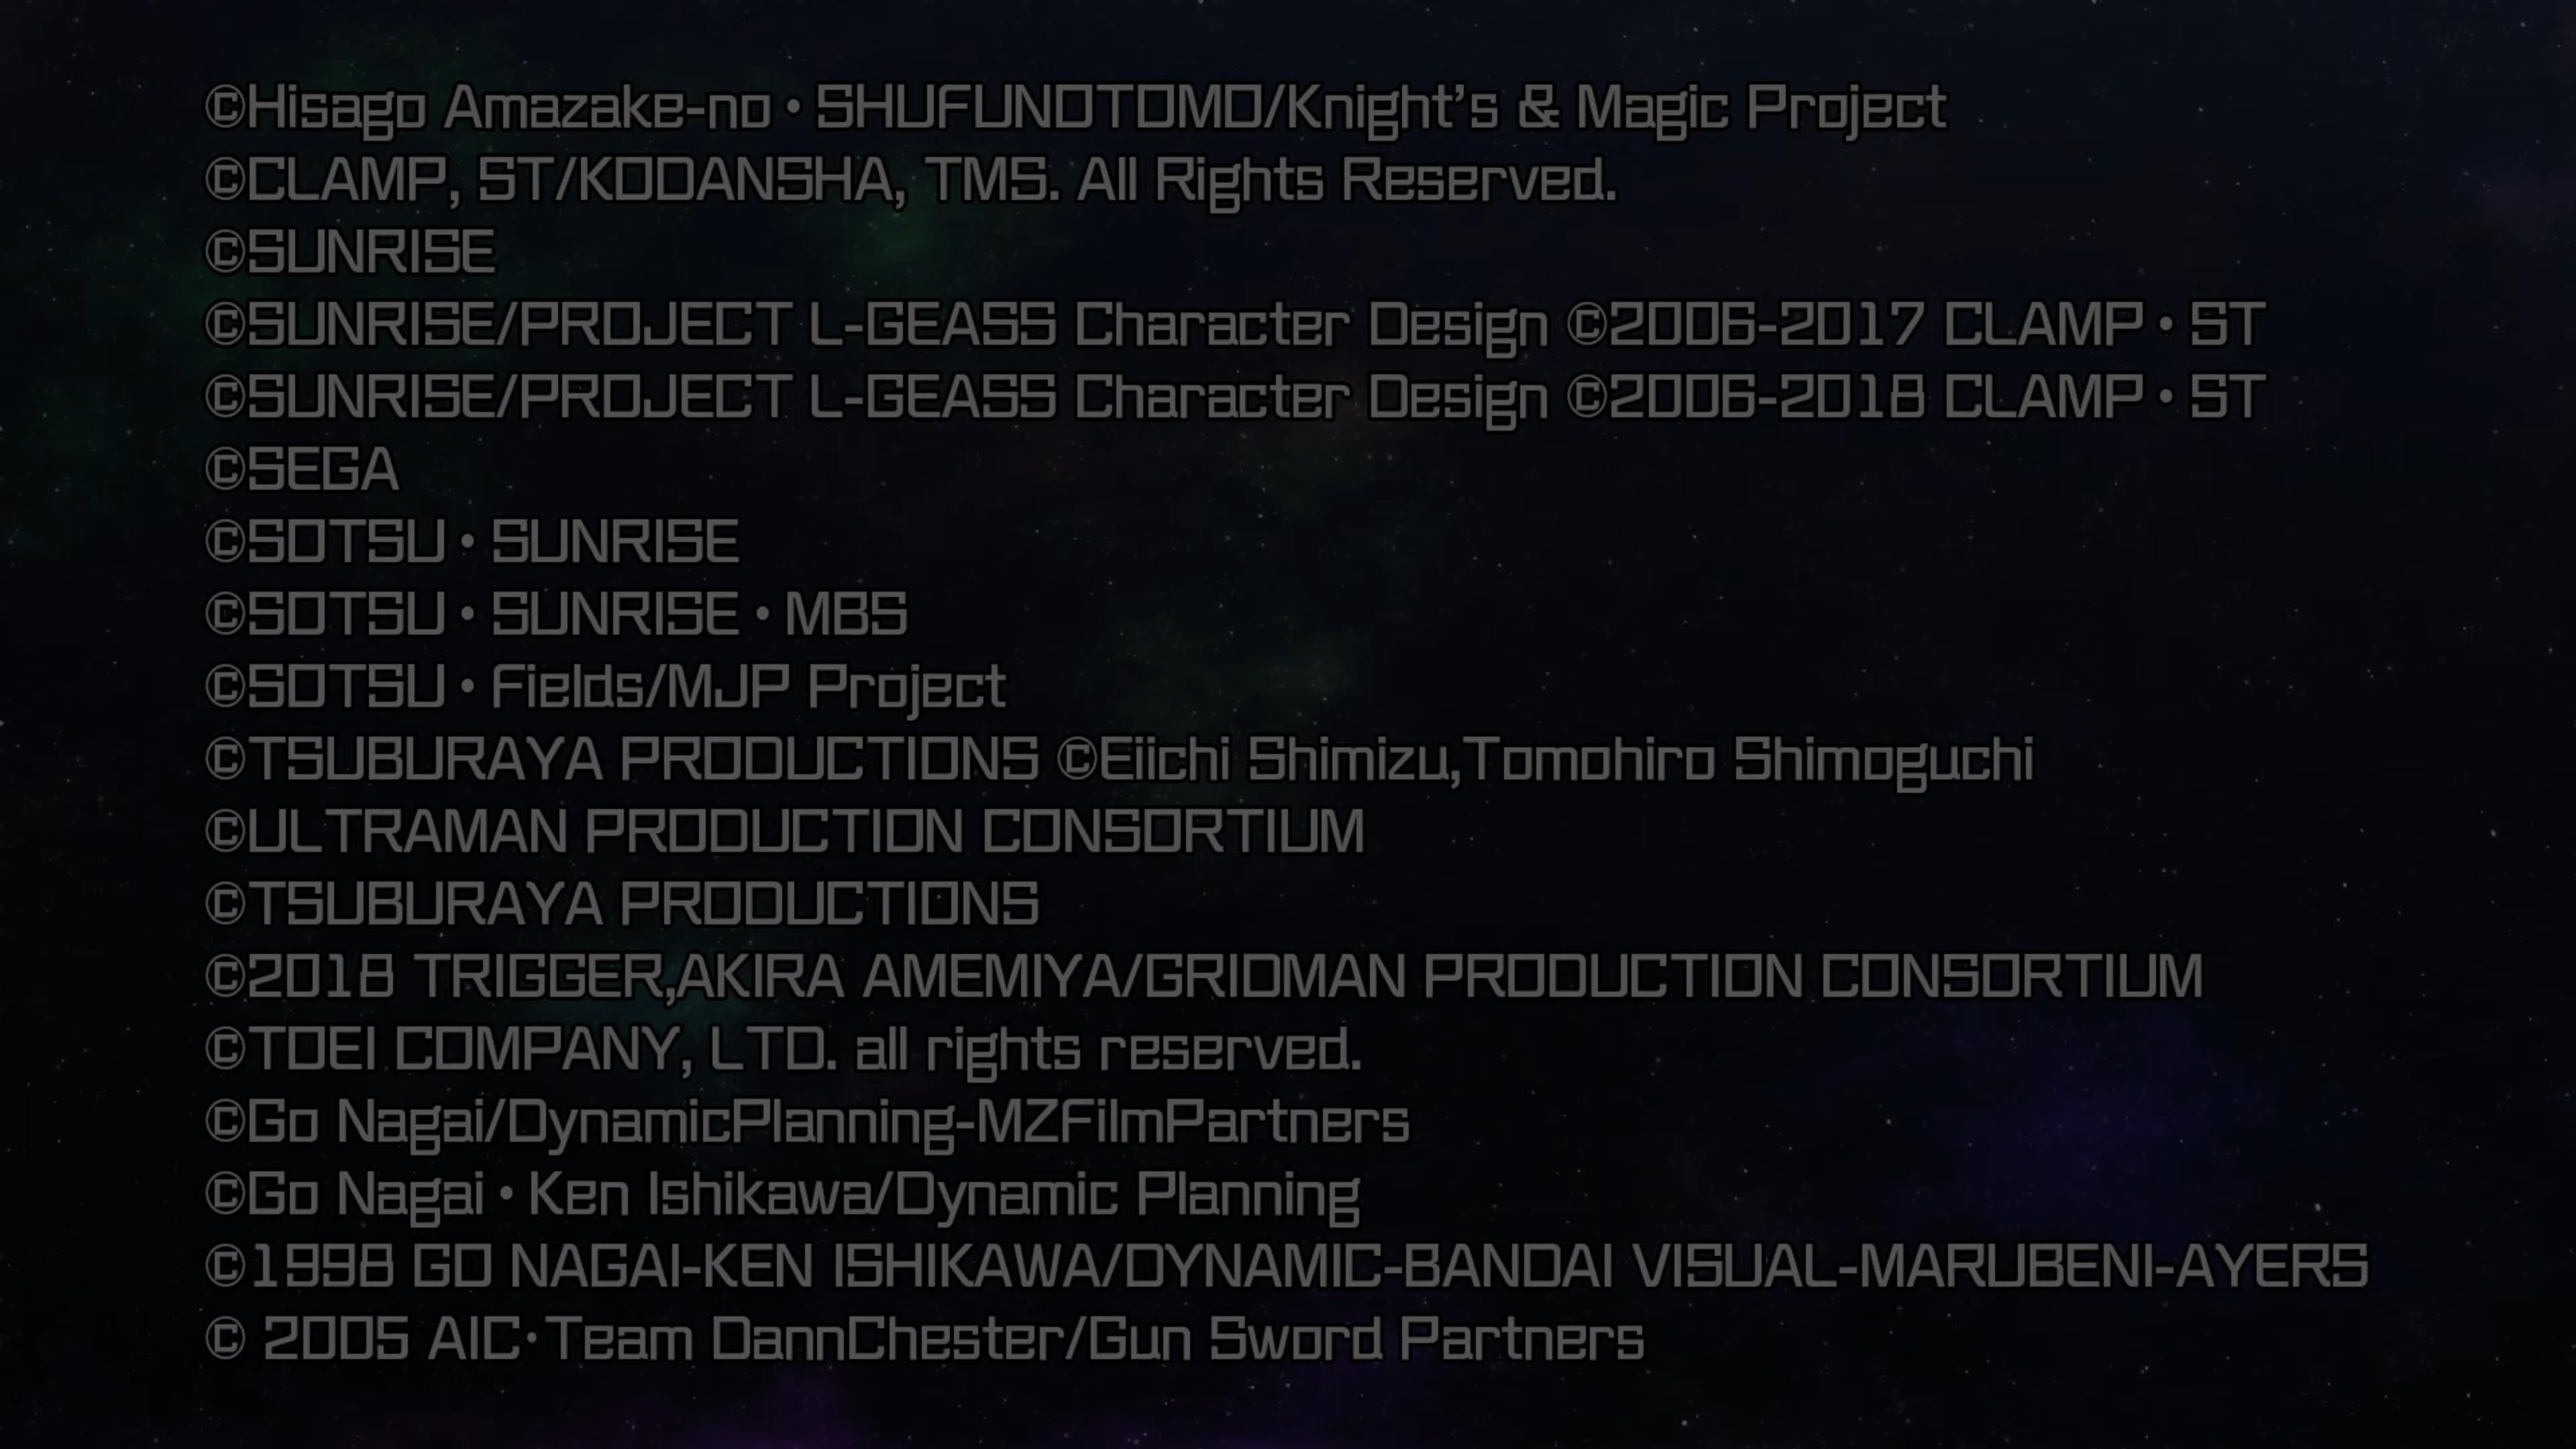 ©Hisago Amazake-no・SHUFUNOTOMO/Knight's & Magic Project
©CLAMP, ST/KODANSHA, TMS. All Rights Reserved.
©SUNRISE
©SUNRISE/PROJECT L-GEASS Character Design ©2006-2017 CLAMP・ST
©SUNRISE/PROJECT L-GEASS Character Design ©2006-2018 CLAMP・ST
©SEGA
©SOTSU・SUNRISE
©SOTSU・SUNRISE・MBS
©SOTSU・Fields/MJP Project
©TSUBURAYA PRODUCTIONS ©Eiichi Shimizu,Tomohiro Shimoguchi
©ULTRAMAN PRODUCTION CONSORTIUM
©TSUBURAYA PRODUCTIONS
©2018 TRIGGER,AKIRA AMEMIYA/GRIDMAN PRODUCTION CONSORTIUM
©TOEI COMPANY, LTD. all rights reserved.
©Go Nagai/DynamicPlanning-MZFilmPartners
©Go Nagai・Ken Ishikawa/Dynamic Planning
©1998 GO NAGAI-KEN ISHIKAWA/DYNAMIC-BANDAI VISUAL-MARUBENI-AYERS
© 2005 AIC·Team DannChester/Gun Sword Partners